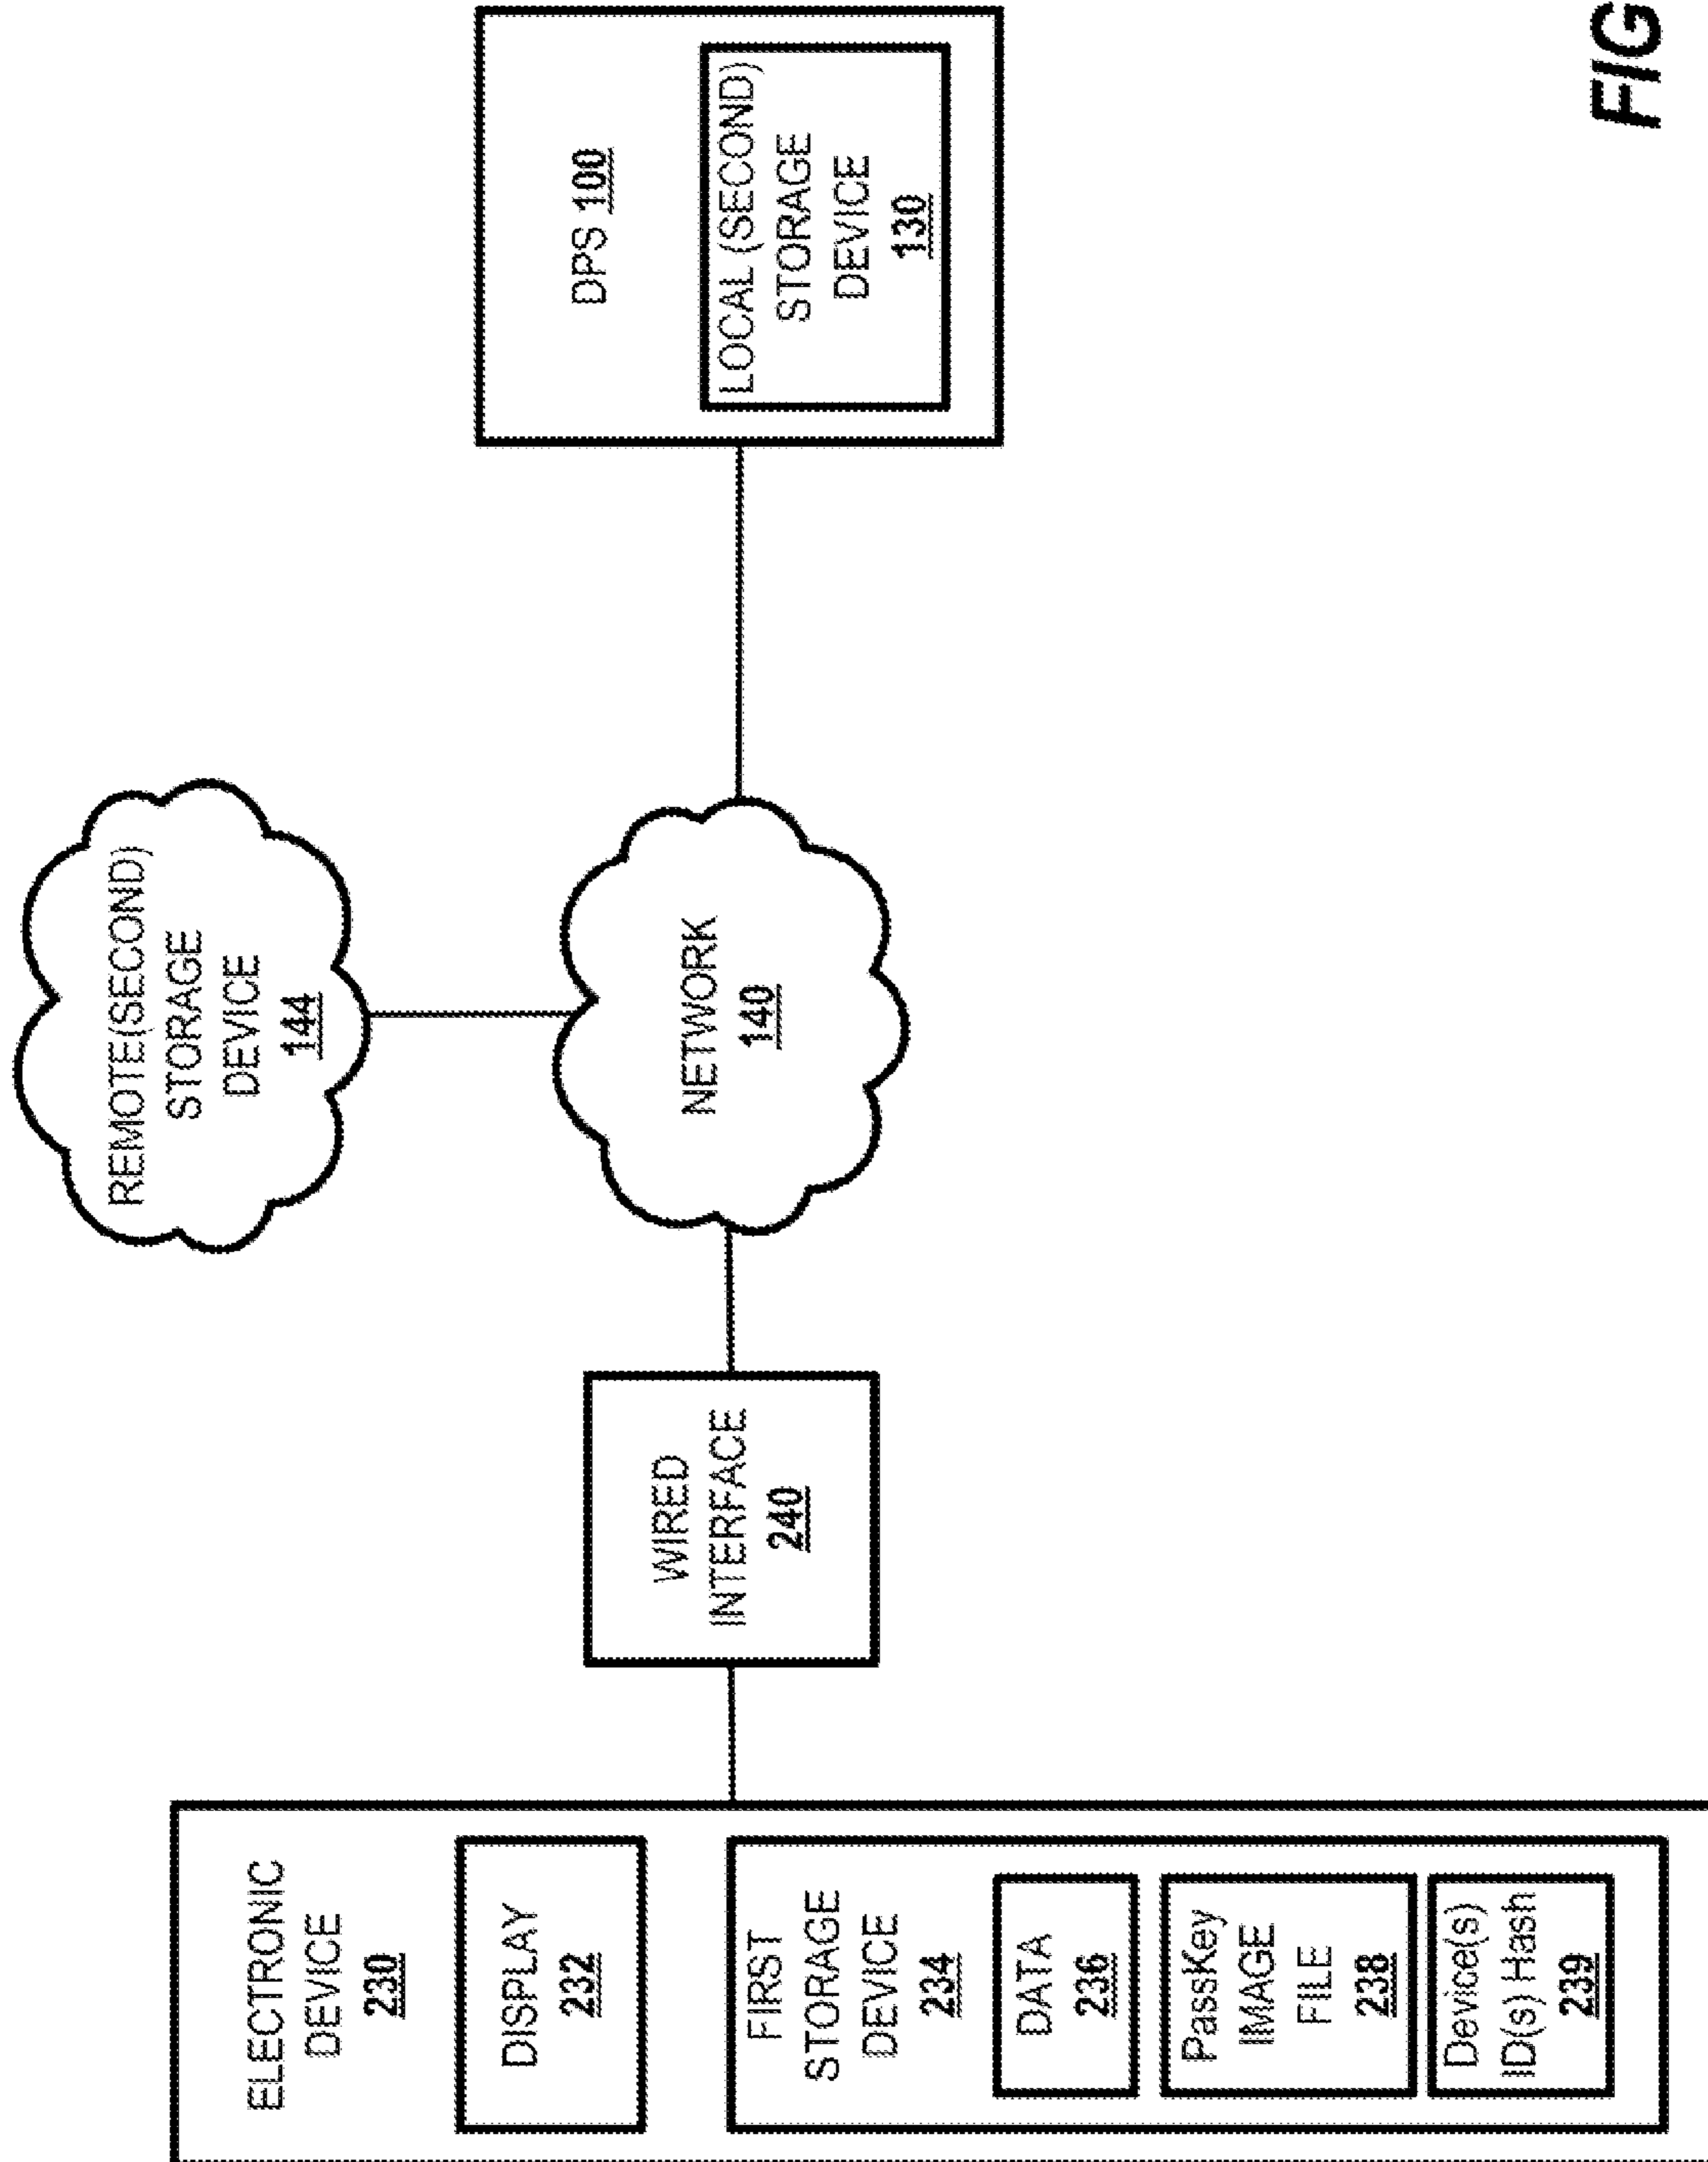 ELECTRONIC
DEVICE
230
DISPLAY
232
FIRST
STORAGE
DEVICE
234
DATA
236
PassKey
IMAGE
FILE
238
Device(s)
ID(s) Hash
239
WIRED
INTERFACE
240
REMOTE(SECOND)
STORAGE
DEVICE
144
NETWORK
140
DPS 100
LOCAL (SECOND)
STORAGE
DEVICE
130
FIG